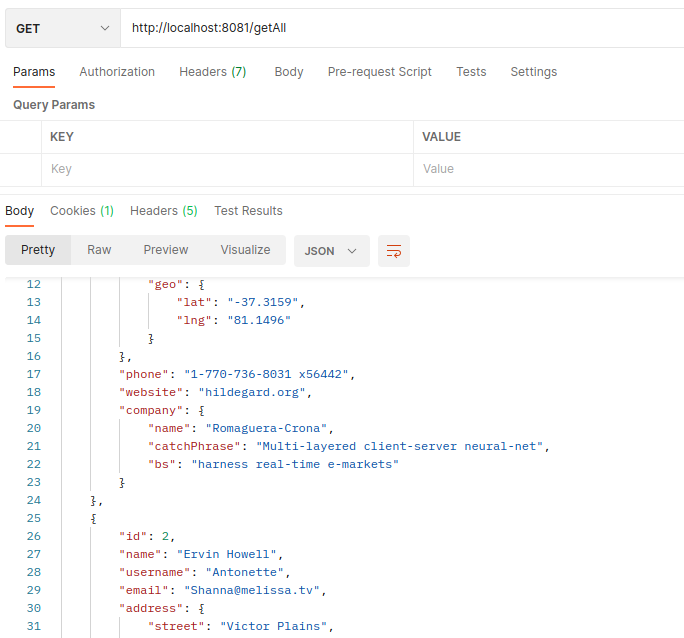 GET http://localhost:8081/getAll
Params Authorization Headers (7) Body Pre-request Script Tests Settings
Query Params
KEY VALUE
Key Value
Body Cookies (1) Headers (5) Test Results
Pretty Raw Preview Visualize JSON
12 "geo": {
13 "lat": "-37.3159",
14 "lng": "81.1496"
15 }
16 },
17 "phone": "1-770-736-8031 x56442",
18 "website": "hildegard.org",
19 "company": {
20 "name": "Romaguera-Crona",
21 "catchPhrase": "Multi-layered client-server neural-net",
22 "bs": "harness real-time e-markets"
23 }
24 },
25 {
26 "id": 2,
27 "name": "Ervin Howell",
28 "username": "Antonette",
29 "email": "Shanna@melissa.tv",
30 "address": {
31 "street": "Victor Plains",